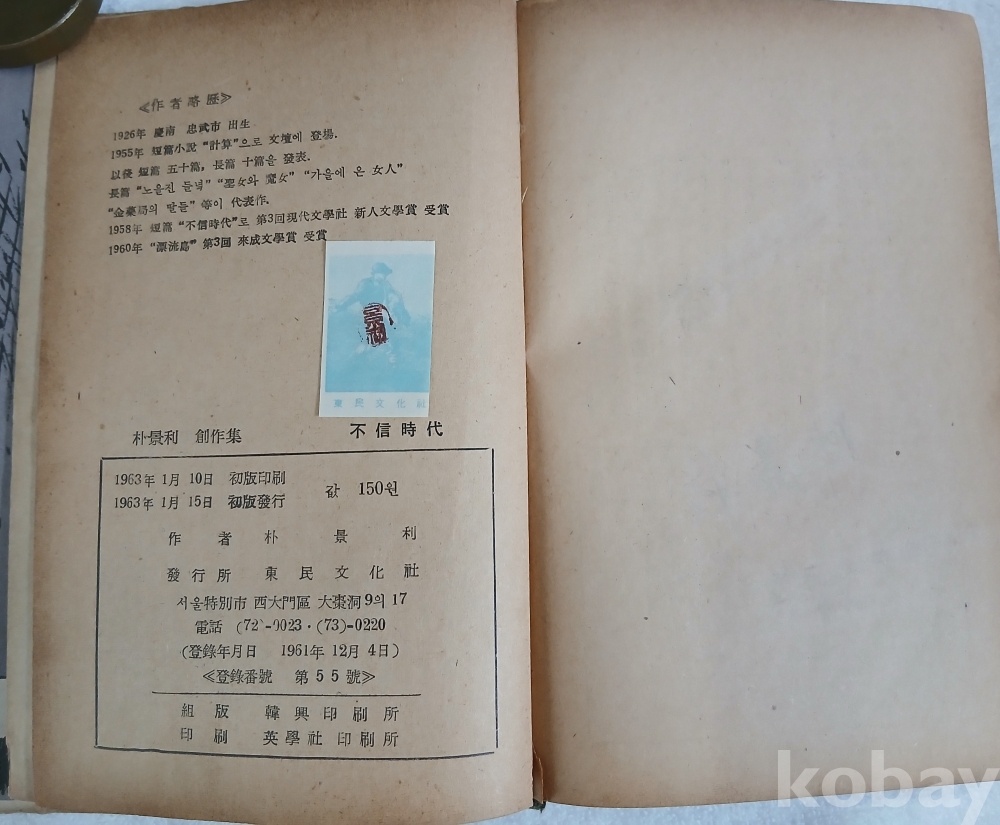 ≪作者略歷≫
1926年 慶南 忠武市 出生
1955年 短篇小說 “計算”으로 文壇에 登場.
以後 短篇 五十篇, 長篇 十篇을 發表.
長篇 “노을진 들녘” “聖女와 魔女” “가을에 온 女人”
“金藥局의 딸들” 等이 代表作.
1958年 短篇 “不信時代”로 第3回現代文學社 新人文學賞 受賞
1960年 “漂流島” 第3回 來成文學賞 受賞
東民文化社
朴景利 創作集 不信時代
1963年 1月 10日 初版印刷
1963年 1月 15日 初版發行
값 150원
作者 朴景利
發行所 東民文化社
서울特別市 西大門區 大棗洞 9의 17
電話 (72)-9023·(73)-0220
(登錄年月日 1961年 12月 4日)
≪登錄番號 第55號≫
組版 韓興印刷所
印刷 英學社印刷所
kobay